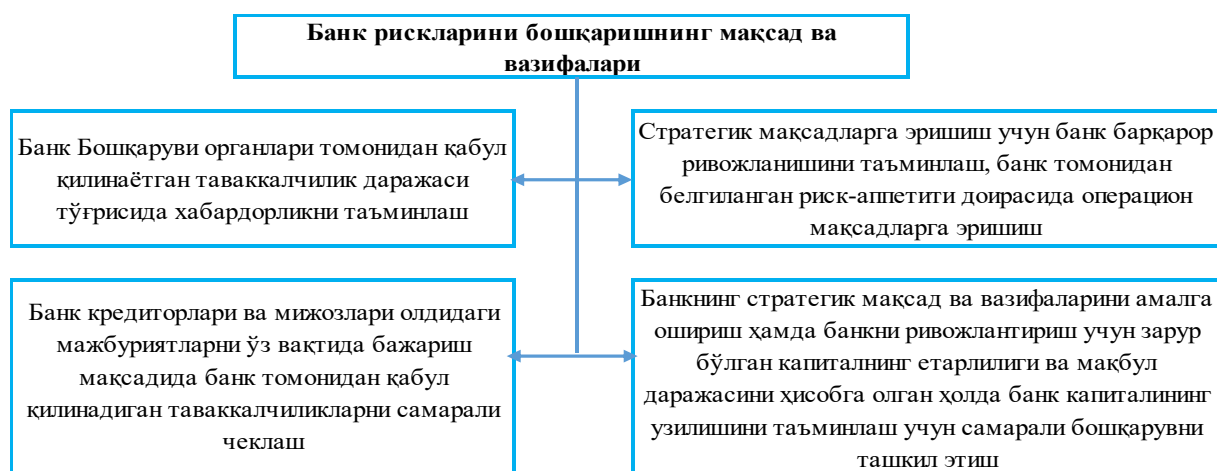 Банк рискларини бошқаришнинг мақсад ва
вазифалари
Банк Бошқаруви органлари томонидан қабул
қилинаётган таваккалчилик даражаси
тўғрисида хабардорликни таъминлаш
Стратегик мақсадларга эришиш учун банк барқарор
ривожланишини таъминлаш, банк томонидан
белгиланган риск-аппетити доирасида операцион
мақсадларга эришиш
Банк кредиторлари ва мижозлари олдидаги
мажбуриятларни ўз вақтида бажариш
мақсадида банк томонидан қабул
қилинадиган таваккалчиликларни самарали
чеклаш
Банкнинг стратегик мақсад ва вазифаларини амалга
ошириш ҳамда банкни ривожлантириш учун зарур
бўлган капиталнинг етарлилиги ва мақбул
даражасини ҳисобга олган ҳолда банк капиталининг
узилишини таъминлаш учун самарали бошқарувни
ташкил этиш